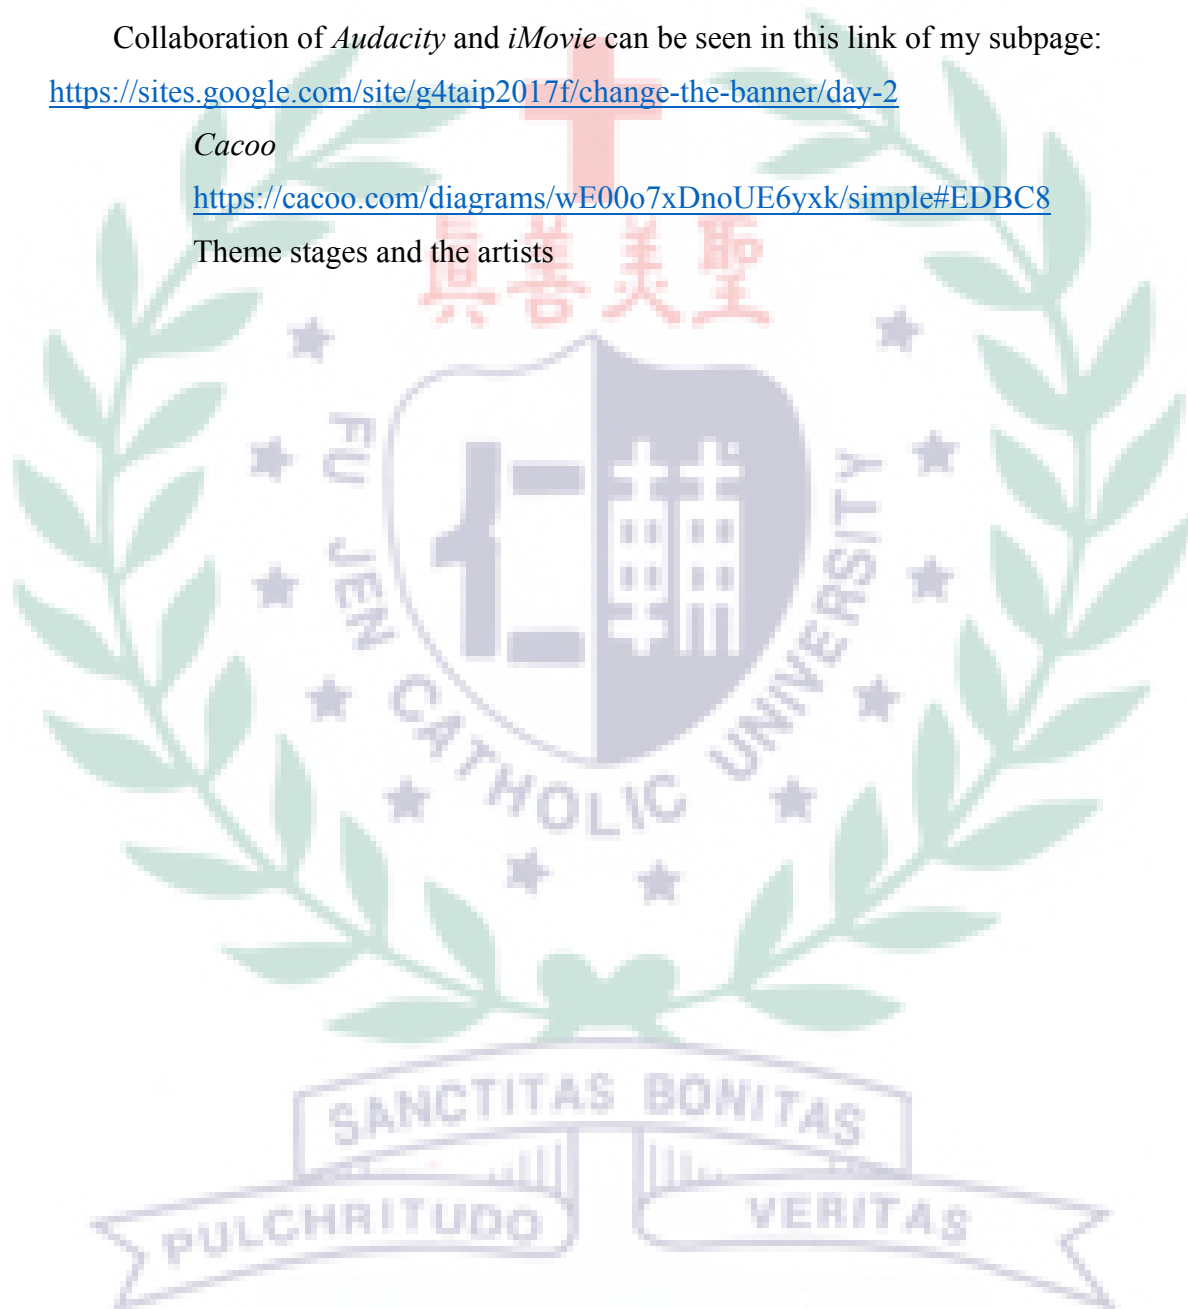 Collaboration of Audacity and iMovie can be seen in this link of my subpage:
https://sites.google.com/site/g4taip2017f/change-the-banner/day-2
Cacoo
https://cacoo.com/diagrams/wE00o7xDnoUE6yxk/simple#EDBC8
Theme stages and the artists
真善美聖
FU JEN CATHOLIC UNIVERSITY
仁輔
SANCTITAS BONITAS
PULCHRITUDO VERITAS